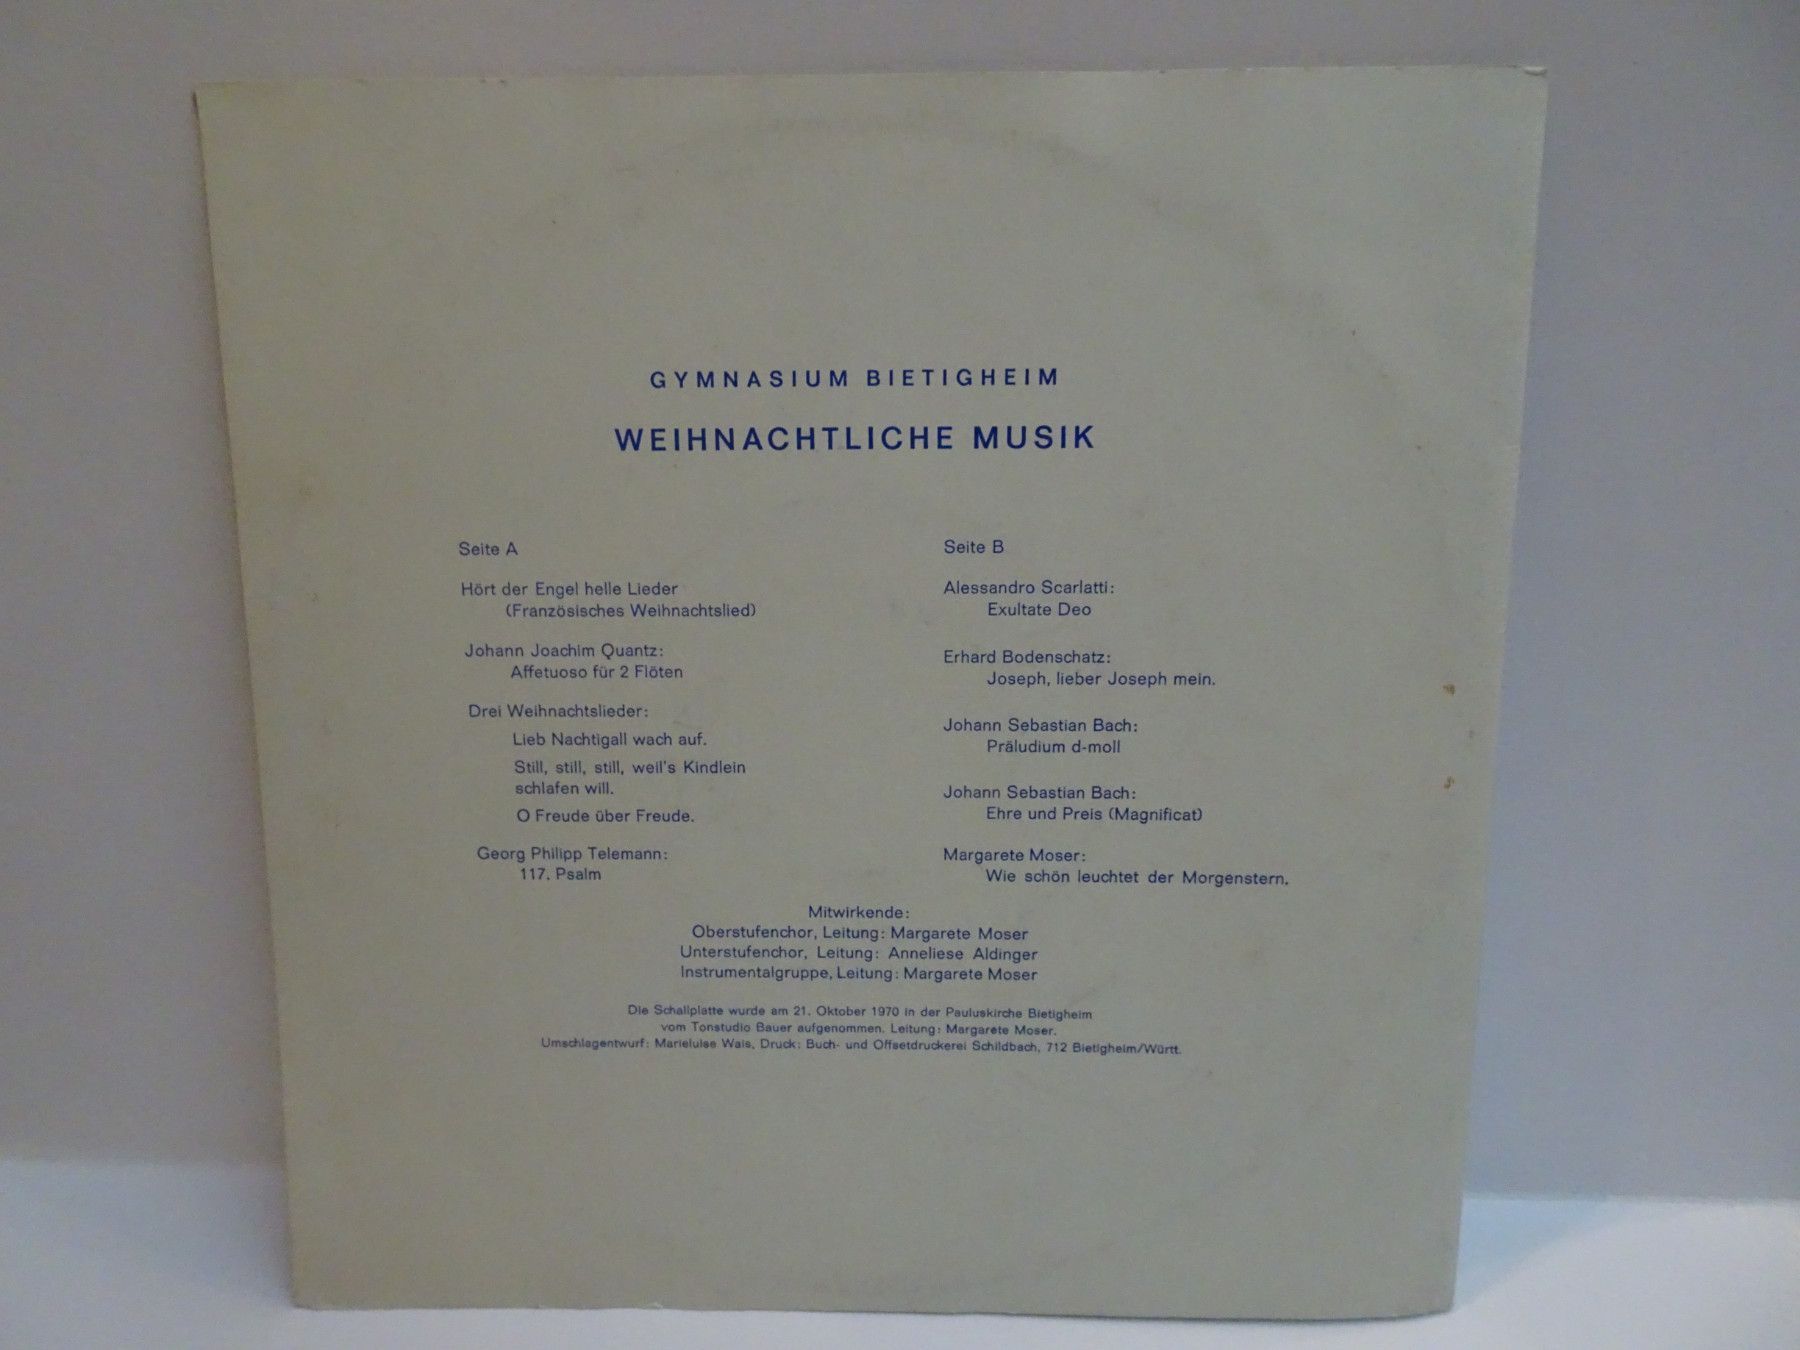 GYMNASIUM BIETIGHEIM
WEIHNACHTLICHE MUSIK
Seite A
Hört der Engel helle Lieder
(Französisches Weihnachtslied)
Johann Joachim Quantz:
Affetuoso für 2 Flöten
Drei Weihnachtslieder:
Lieb Nachtigall wach auf.
Still, still, still, weil's Kindlein
schlafen will.
O Freude über Freude.
Georg Philipp Telemann:
117. Psalm
Seite B
Alessandro Scarlatti:
Exultate Deo
Erhard Bodenschatz:
Joseph, lieber Joseph mein.
Johann Sebastian Bach:
Präludium d-moll
Johann Sebastian Bach:
Ehre und Preis (Magnificat)
Margarete Moser:
Wie schön leuchtet der Morgenstern.
Mitwirkende:
Oberstufenchor, Leitung: Margarete Moser
Unterstufenchor, Leitung: Anneliese Aldinger
Instrumentalgruppe, Leitung: Margarete Moser
Die Schallplatte wurde am 21. Oktober 1970 in der Pauluskirche Bietigheim
vom Tonstudio Bauer aufgenommen. Leitung: Margarete Moser.
Umschlagentwurf: Marieluise Wais, Druck: Buch- und Offsetdruckerei Schildbach, 712 Bietigheim/Württ.